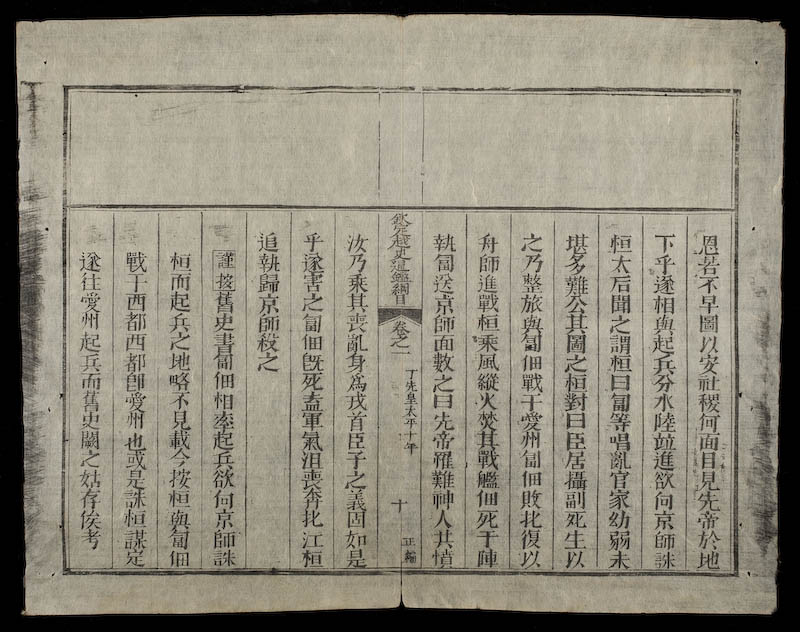 恩若不早圖以安社稷何面目見先帝於地
下乎遂相與起兵分水陸竝進欲向京師誅
桓太后聞之謂桓曰匐等唱亂官家幼弱未
堪多難公其圖之桓對曰臣居攝副死生以
之乃整旅與匐佃戰于愛州匐佃敗北復以
舟師進戰桓乘風縱火焚其戰艦佃死于陣
執匐送京師面數之曰先帝罹難神人共憤
欽定越史通鑑綱目 卷之一 丁先皇太平十年 十 正編
汝乃乘其喪亂身爲戎首臣子之義固如是
乎遂害之匐佃旣死盍軍氣沮喪奔北江桓
追執歸京師殺之
謹按舊史書匐佃相率起兵欲向京師誅
桓而起兵之地略不見載今按桓與匐佃
戰于西都西都卽愛州也或是誅桓謀定
遂往愛州起兵而舊史闕之姑存俟考